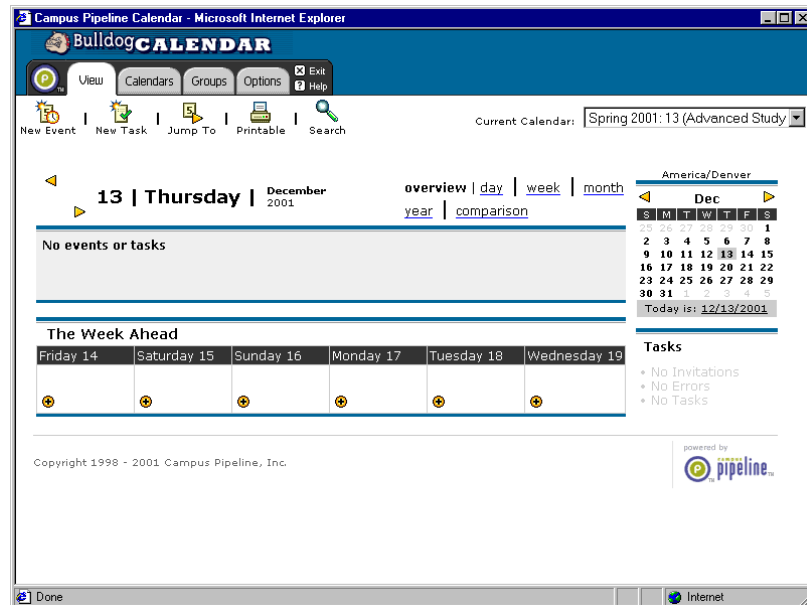 Campus Pipeline Calendar - Microsoft Internet Explorer
BulldogCALENDAR
View Calendars Groups Options Exit
Help
New Event | New Task | Jump To | Printable | Search
Current Calendar: Spring 2001: 13 (Advanced Study
13 | Thursday | December
2001
overview | day | week | month
year | comparison
No events or tasks
The Week Ahead
Friday 14 Saturday 15 Sunday 16 Monday 17 Tuesday 18 Wednesday 19
America/Denver
Dec
S M T W T F S
25 26 27 28 29 30 1
2 3 4 5 6 7 8
9 10 11 12 13 14 15
16 17 18 19 20 21 22
23 24 25 26 27 28 29
30 31 1 2 3 4 5
Today is: 12/13/2001
Tasks
• No Invitations
• No Errors
• No Tasks
Copyright 1998 - 2001 Campus Pipeline, Inc.
powered by
campus
pipeline™
Done
Internet